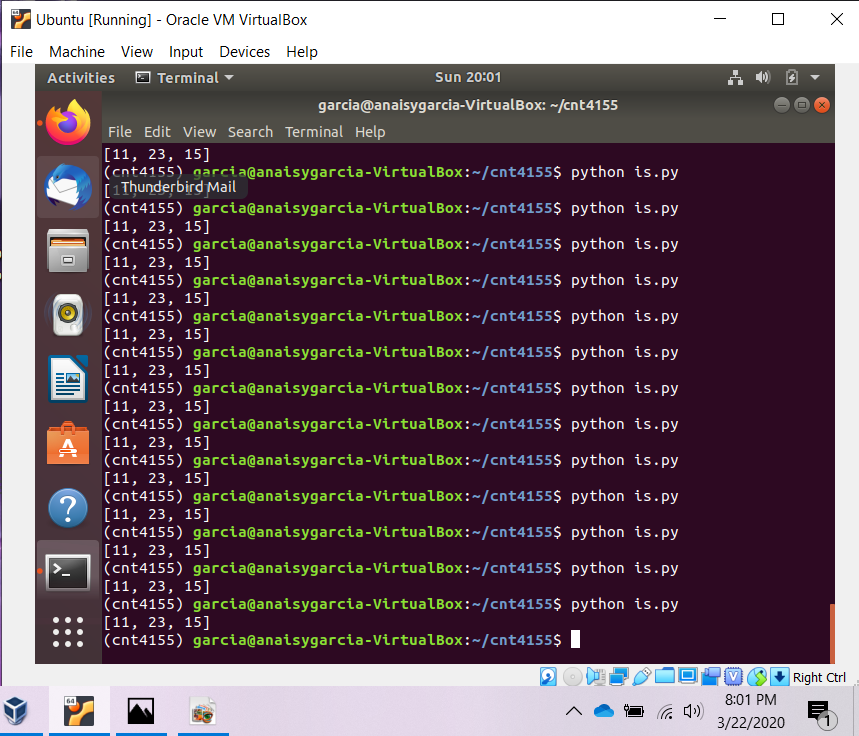 Ubuntu [Running] - Oracle VM VirtualBox
File Machine View Input Devices Help
Activities Terminal Sun 20:01
garcia@anaisygarcia-VirtualBox: ~/cnt4155
File Edit View Search Terminal Help
[11, 23, 15]
(cnt4155) garcia@anaisygarcia-VirtualBox:~/cnt4155$ python is.py
Thunderbird Mail
[11, 23, 15]
(cnt4155) garcia@anaisygarcia-VirtualBox:~/cnt4155$ python is.py
[11, 23, 15]
(cnt4155) garcia@anaisygarcia-VirtualBox:~/cnt4155$ python is.py
[11, 23, 15]
(cnt4155) garcia@anaisygarcia-VirtualBox:~/cnt4155$ python is.py
[11, 23, 15]
(cnt4155) garcia@anaisygarcia-VirtualBox:~/cnt4155$ python is.py
[11, 23, 15]
(cnt4155) garcia@anaisygarcia-VirtualBox:~/cnt4155$ python is.py
[11, 23, 15]
(cnt4155) garcia@anaisygarcia-VirtualBox:~/cnt4155$ python is.py
[11, 23, 15]
(cnt4155) garcia@anaisygarcia-VirtualBox:~/cnt4155$ python is.py
[11, 23, 15]
(cnt4155) garcia@anaisygarcia-VirtualBox:~/cnt4155$ python is.py
[11, 23, 15]
(cnt4155) garcia@anaisygarcia-VirtualBox:~/cnt4155$ python is.py
[11, 23, 15]
(cnt4155) garcia@anaisygarcia-VirtualBox:~/cnt4155$ python is.py
[11, 23, 15]
(cnt4155) garcia@anaisygarcia-VirtualBox:~/cnt4155$ python is.py
[11, 23, 15]
(cnt4155) garcia@anaisygarcia-VirtualBox:~/cnt4155$ python is.py
[11, 23, 15]
(cnt4155) garcia@anaisygarcia-VirtualBox:~/cnt4155$
Right Ctrl
64
8:01 PM
3/22/2020
1